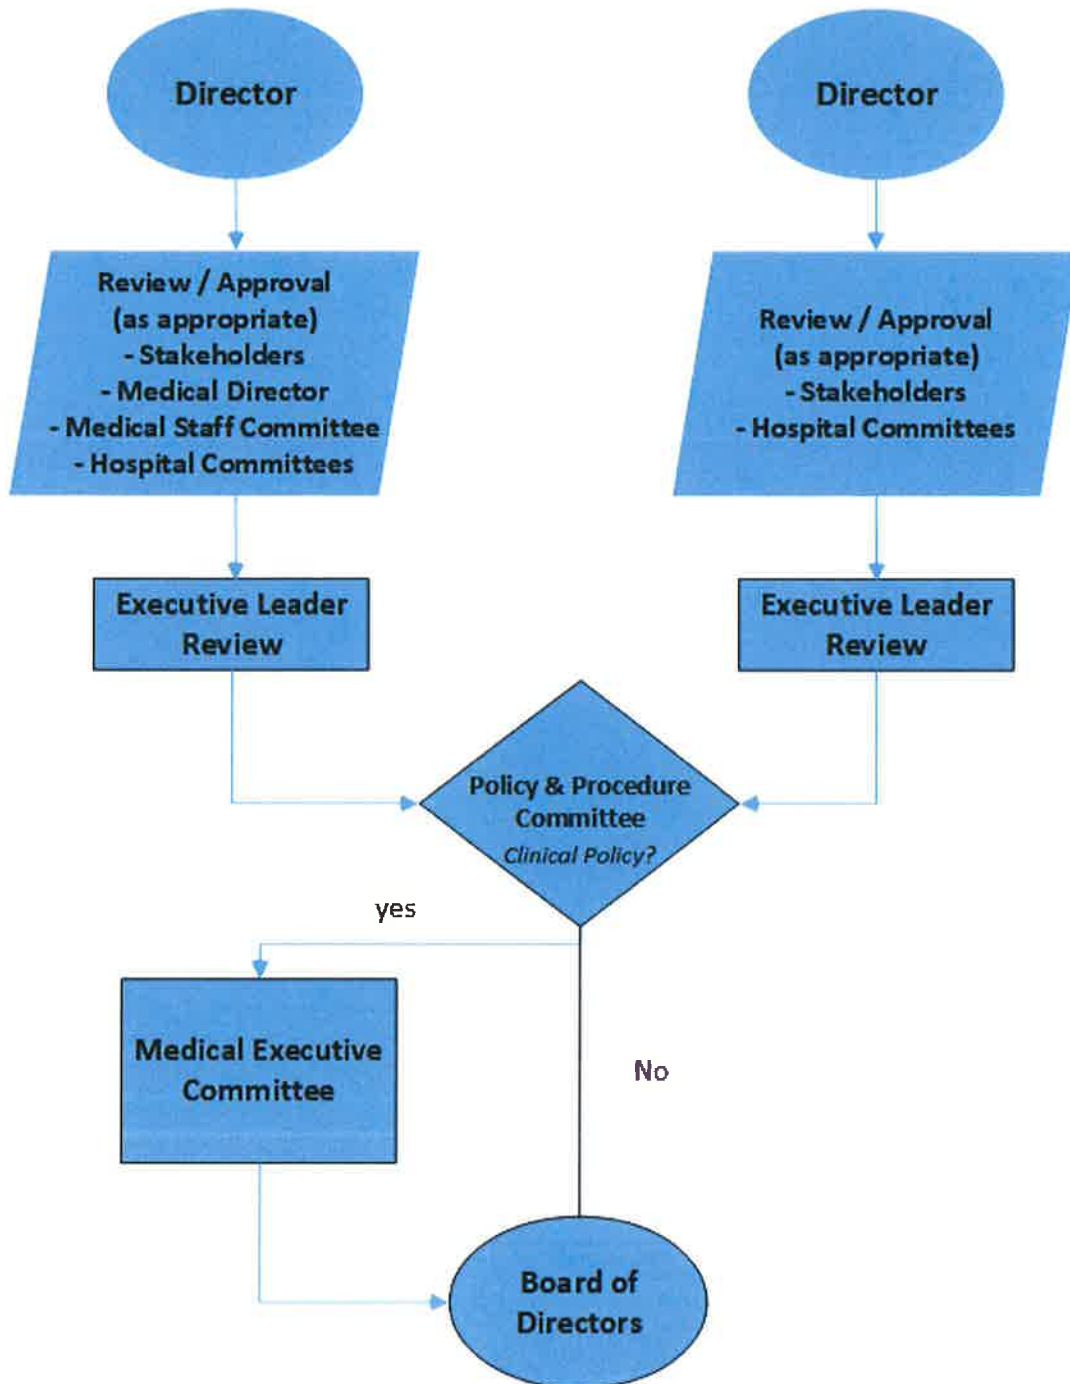 Director
Director
Review / Approval
(as appropriate)
- Stakeholders
- Medical Director
- Medical Staff Committee
- Hospital Committees
Review / Approval
(as appropriate)
- Stakeholders
- Hospital Committees
Executive Leader
Review
Executive Leader
Review
Policy & Procedure
Committee
Clinical Policy?
yes
Medical Executive
Committee
No
Board of
Directors